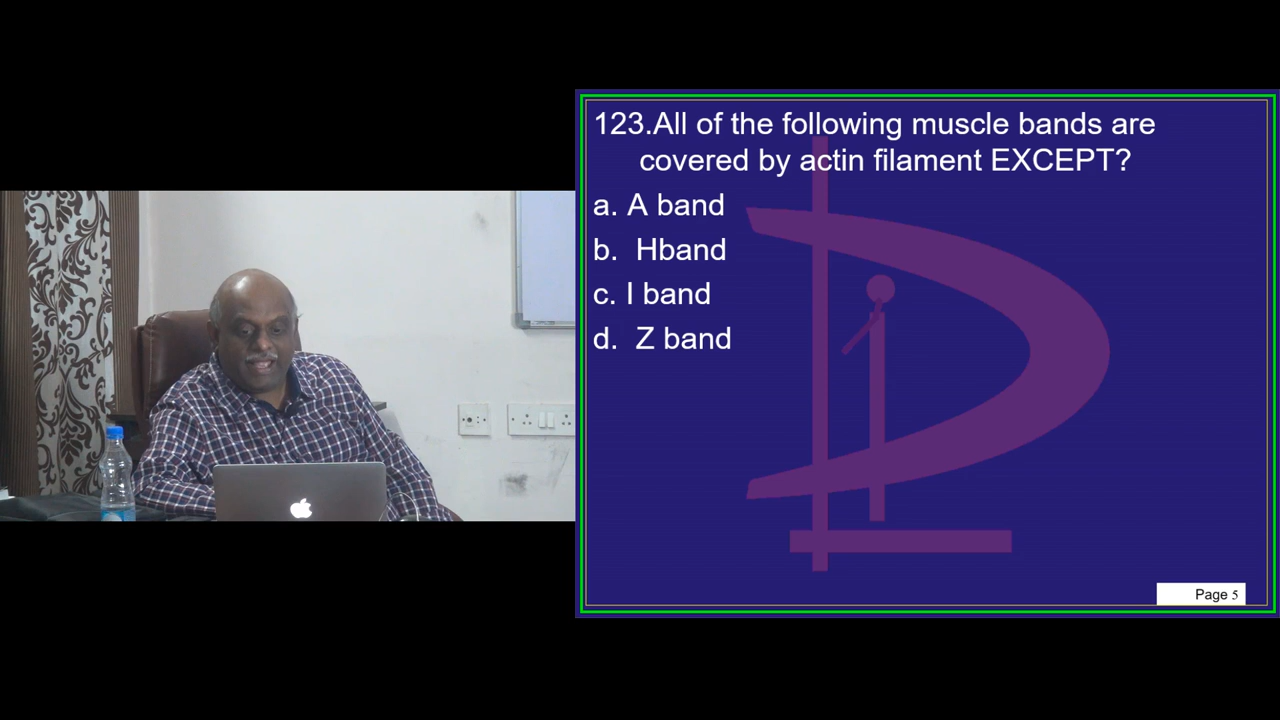 123.All of the following muscle bands are
covered by actin filament EXCEPT?
a. A band
b. Hband
c. I band
d. Z band
Page 5